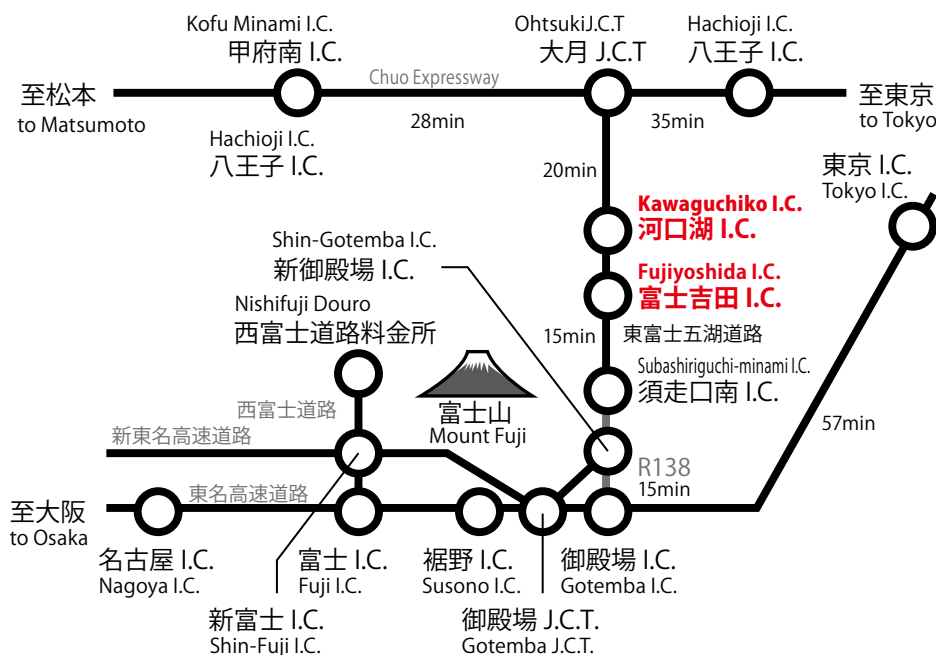 Kofu Minami I.C.
甲府南 I.C.
OhtsukiJ.C.T
大月 J.C.T
Hachioji I.C.
八王子 I.C.
Chuo Expressway
至松本
to Matsumoto
28min
35min
至東京
to Tokyo
Hachioji I.C.
八王子 I.C.
20min
東京 I.C.
Tokyo I.C.
Kawaguchiko I.C.
河口湖 I.C.
Shin-Gotemba I.C.
新御殿場 I.C.
Fujiyoshida I.C.
富士吉田 I.C.
Nishifuji Douro
西富士道路料金所
15min
東富士五湖道路
Subashiriguchi-minami I.C.
須走口南 I.C.
西富士道路
富士山
Mount Fuji
57min
新東名高速道路
R138
15min
東名高速道路
至大阪
to Osaka
名古屋 I.C.
Nagoya I.C.
富士 I.C.
Fuji I.C.
裾野 I.C.
Susono I.C.
御殿場 I.C.
Gotemba I.C.
新富士 I.C.
Shin-Fuji I.C.
御殿場 J.C.T.
Gotemba J.C.T.